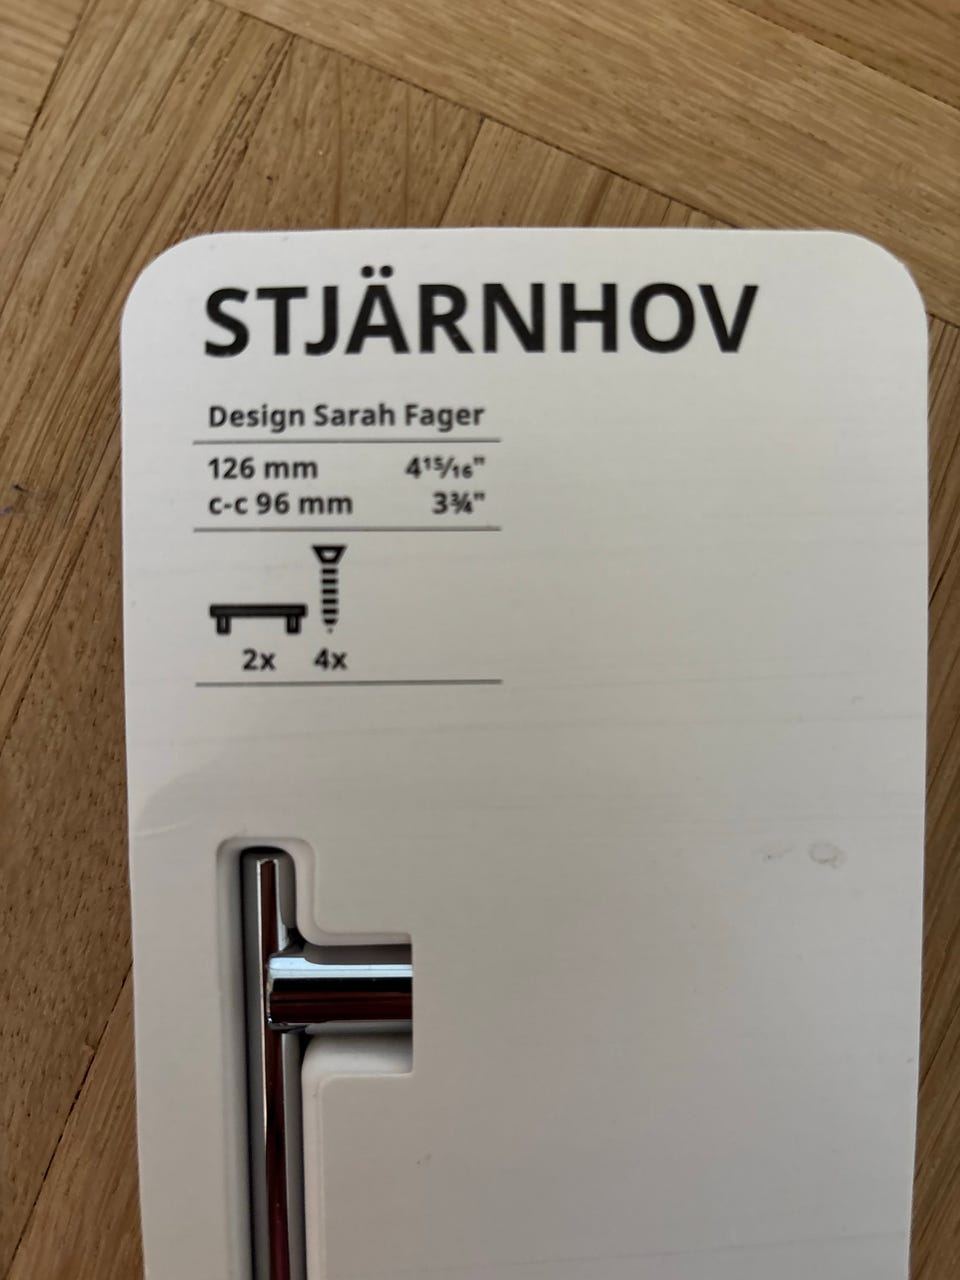 STJÄRNHOV
Design Sarah Fager
126 mm 4¹⁵⁄₁₆"
c-c 96 mm 3¾"
2x 4x